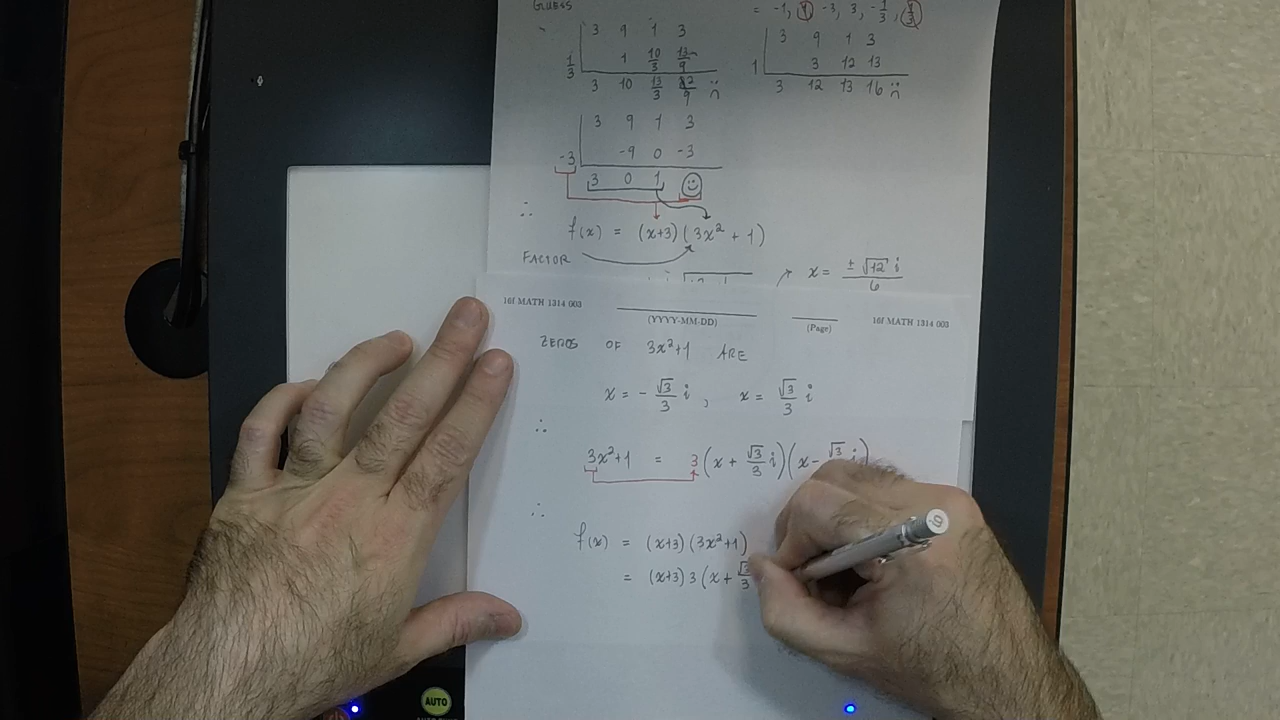 GUESS
= -1, 1, -3, 3, -1/3, 1/3
3 9 1 3
1 10/3 13/9
1/3
3 10 13/3
3 9 1 3
3 12 13
1
3 12 13 16
3 9 1 3
-9 0 -3
-3
3 0 1
∴
f(x) = (x+3)(3x²+1)
FACTOR
x = ±√12 i / 6
16f MATH 1314 003
(YYYY-MM-DD)
(Page)
16f MATH 1314 003
ZEROS OF 3x²+1 ARE
x = -√3/3 i, x = √3/3 i
∴
3x²+1 = 3(x + √3/3 i)(x - √3 i)
∴
f(x) = (x+3)(3x²+1)
= (x+3)3(x + √3/3
.9
AUTO